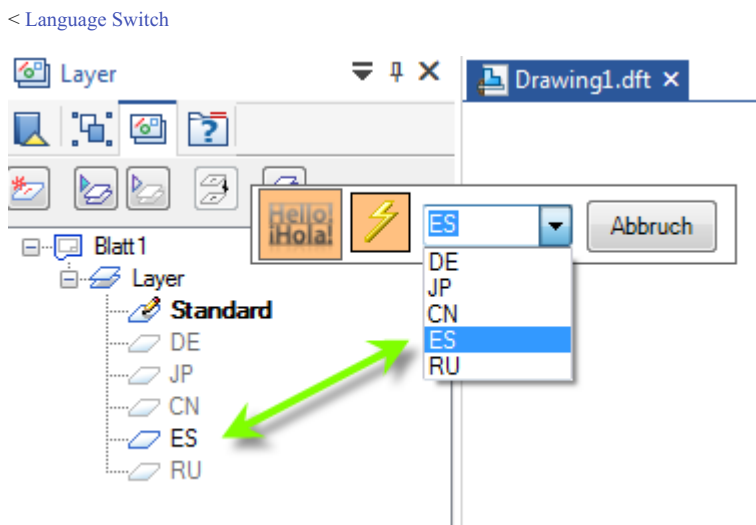 < Language Switch
Layer
Drawing1.dft
Hello!
¡Hola!
ES
Abbruch
DE
JP
CN
ES
RU
Blatt1
Layer
Standard
DE
JP
CN
ES
RU